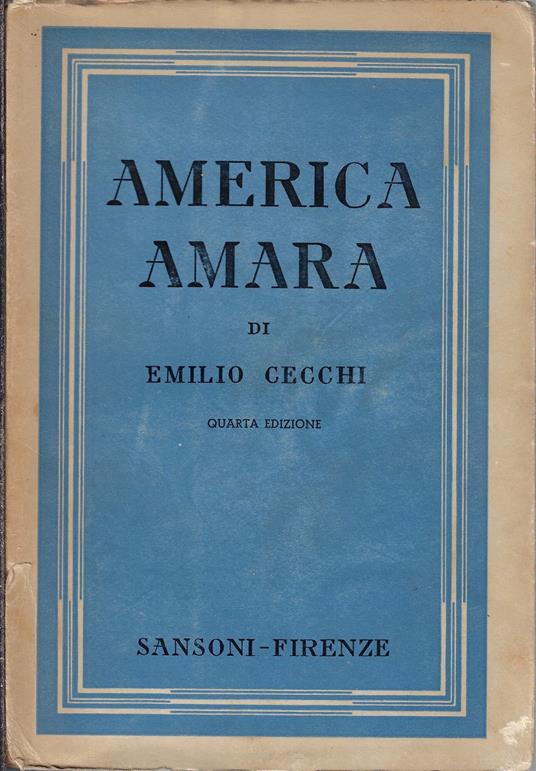 AMERICA
AMARA
DI
EMILIO CECCHI
QUARTA EDIZIONE
SANSONI-FIRENZE